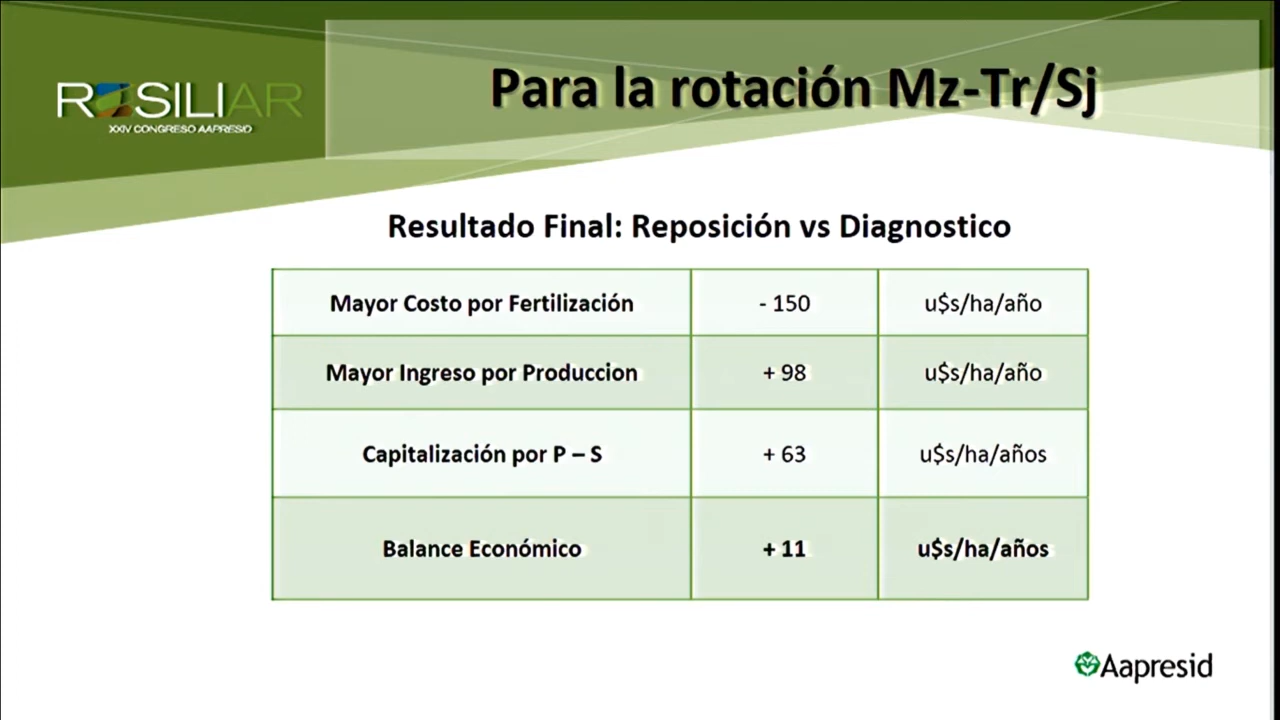 RESILIAR
XXIV CONGRESO AAPRESID
Para la rotación Mz-Tr/Sj
Resultado Final: Reposición vs Diagnostico
Mayor Costo por Fertilización - 150 u$s/ha/año
Mayor Ingreso por Produccion + 98 u$s/ha/año
Capitalización por P – S + 63 u$s/ha/años
Balance Económico + 11 u$s/ha/años
Aapresid